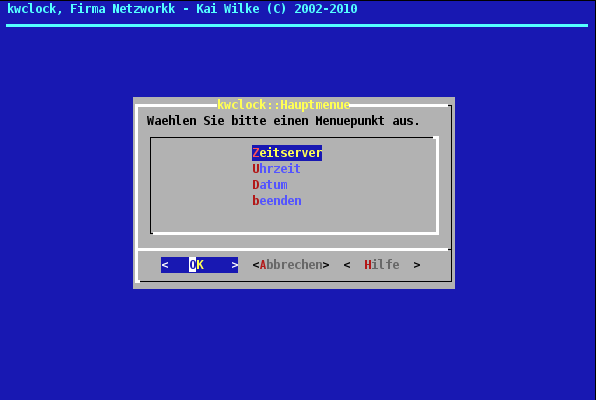 kwclock, Firma Netzworkk - Kai Wilke (C) 2002-2010
kwclock::Hauptmenue
Waehlen Sie bitte einen Menuepunkt aus.
Zeitserver
Uhrzeit
Datum
beenden
<   OK    >  <Abbrechen>  <  Hilfe  >